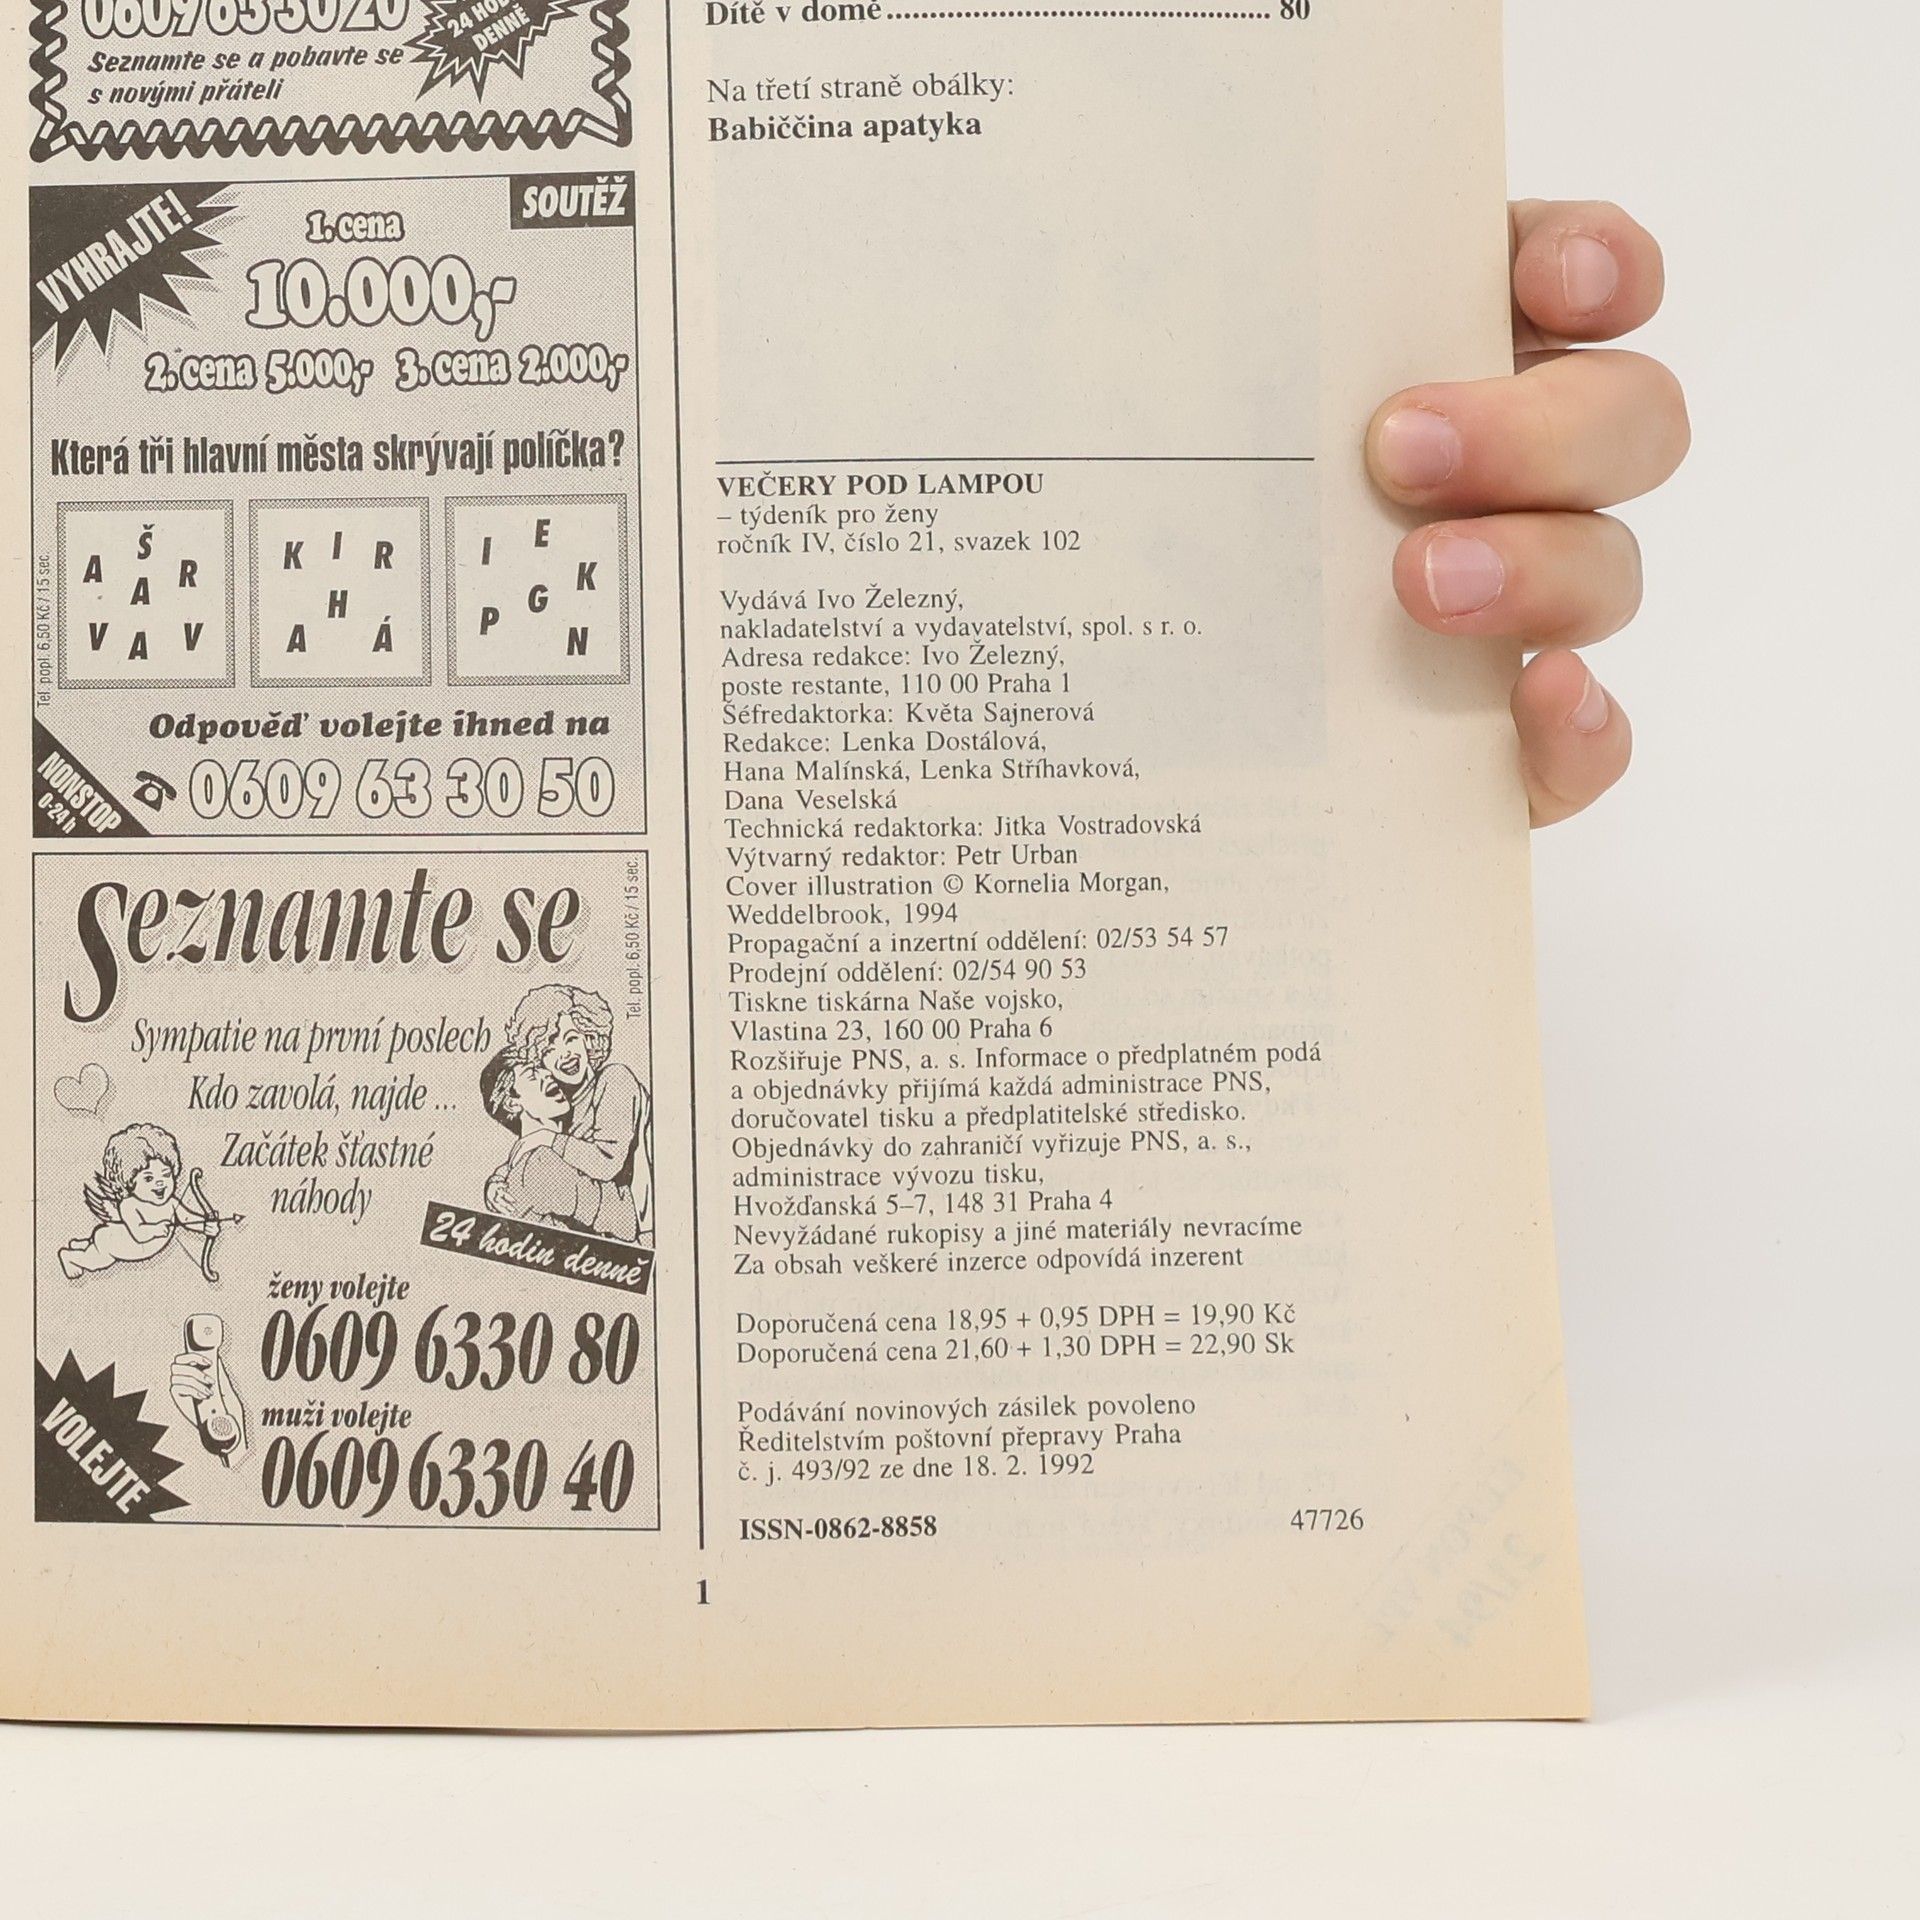 0609 63 30 20
24 HOD
DENNĚ
Seznamte se a pobavte se
s novými přáteli
VYHRAJTE!
SOUTĚŽ
1. cena
10.000,-
2. cena 5.000,- 3. cena 2.000,-
Která tři hlavní města skrývají políčka?
Š
A R
A
V A V
K I R
H
A Á
E
I K
G
P N
Tel. popl. 6,50 Kč / 15 sec.
Odpověď volejte ihned na
0609 63 30 50
NONSTOP
0-24 h
Seznamte se
Tel. popl. 6,50 Kč / 15 sec.
Sympatie na první poslech
Kdo zavolá, najde ...
Začátek šťastné
náhody
24 hodin denně
ženy volejte
0609 6330 80
muži volejte
0609 6330 40
VOLEJTE
Dítě v domě........................................... 80
Na třetí straně obálky:
Babiččina apatyka
VEČERY POD LAMPOU
– týdeník pro ženy
ročník IV, číslo 21, svazek 102
Vydává Ivo Železný,
nakladatelství a vydavatelství, spol. s r. o.
Adresa redakce: Ivo Železný,
poste restante, 110 00 Praha 1
Šéfredaktorka: Květa Sajnerová
Redakce: Lenka Dostálová,
Hana Malínská, Lenka Stříhavková,
Dana Veselská
Technická redaktorka: Jitka Vostradovská
Výtvarný redaktor: Petr Urban
Cover illustration © Kornelia Morgan,
Weddelbrook, 1994
Propagační a inzertní oddělení: 02/53 54 57
Prodejní oddělení: 02/54 90 53
Tiskne tiskárna Naše vojsko,
Vlastina 23, 160 00 Praha 6
Rozšiřuje PNS, a. s. Informace o předplatném podá
a objednávky přijímá každá administrace PNS,
doručovatel tisku a předplatitelské středisko.
Objednávky do zahraničí vyřizuje PNS, a. s.,
administrace vývozu tisku,
Hvožďanská 5–7, 148 31 Praha 4
Nevyžádané rukopisy a jiné materiály nevracíme
Za obsah veškeré inzerce odpovídá inzerent
Doporučená cena 18,95 + 0,95 DPH = 19,90 Kč
Doporučená cena 21,60 + 1,30 DPH = 22,90 Sk
Podávání novinových zásilek povoleno
Ředitelstvím poštovní přepravy Praha
č. j. 493/92 ze dne 18. 2. 1992
ISSN-0862-8858 47726
1